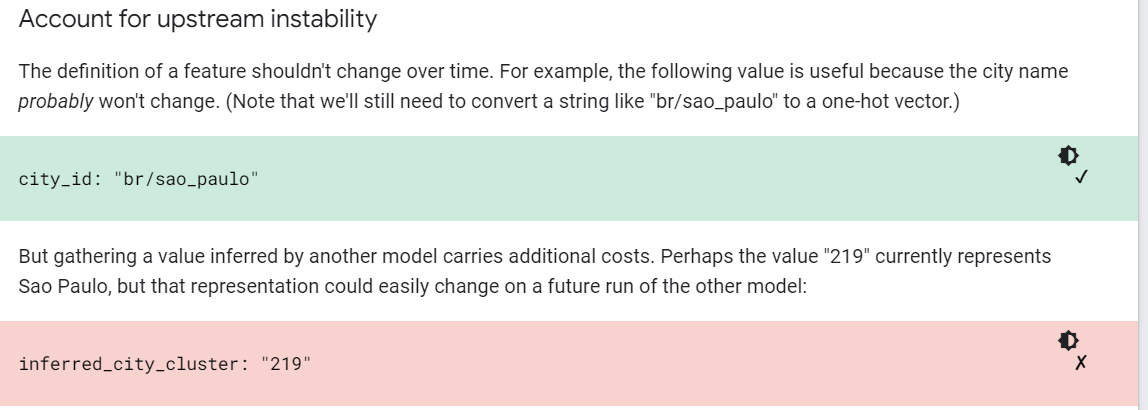 Account for upstream instability
The definition of a feature shouldn't change over time. For example, the following value is useful because the city name
probably won't change. (Note that we'll still need to convert a string like "br/sao_paulo" to a one-hot vector.)
city_id: "br/sao_paulo"
✓
But gathering a value inferred by another model carries additional costs. Perhaps the value "219" currently represents
Sao Paulo, but that representation could easily change on a future run of the other model:
inferred_city_cluster: "219"
✗